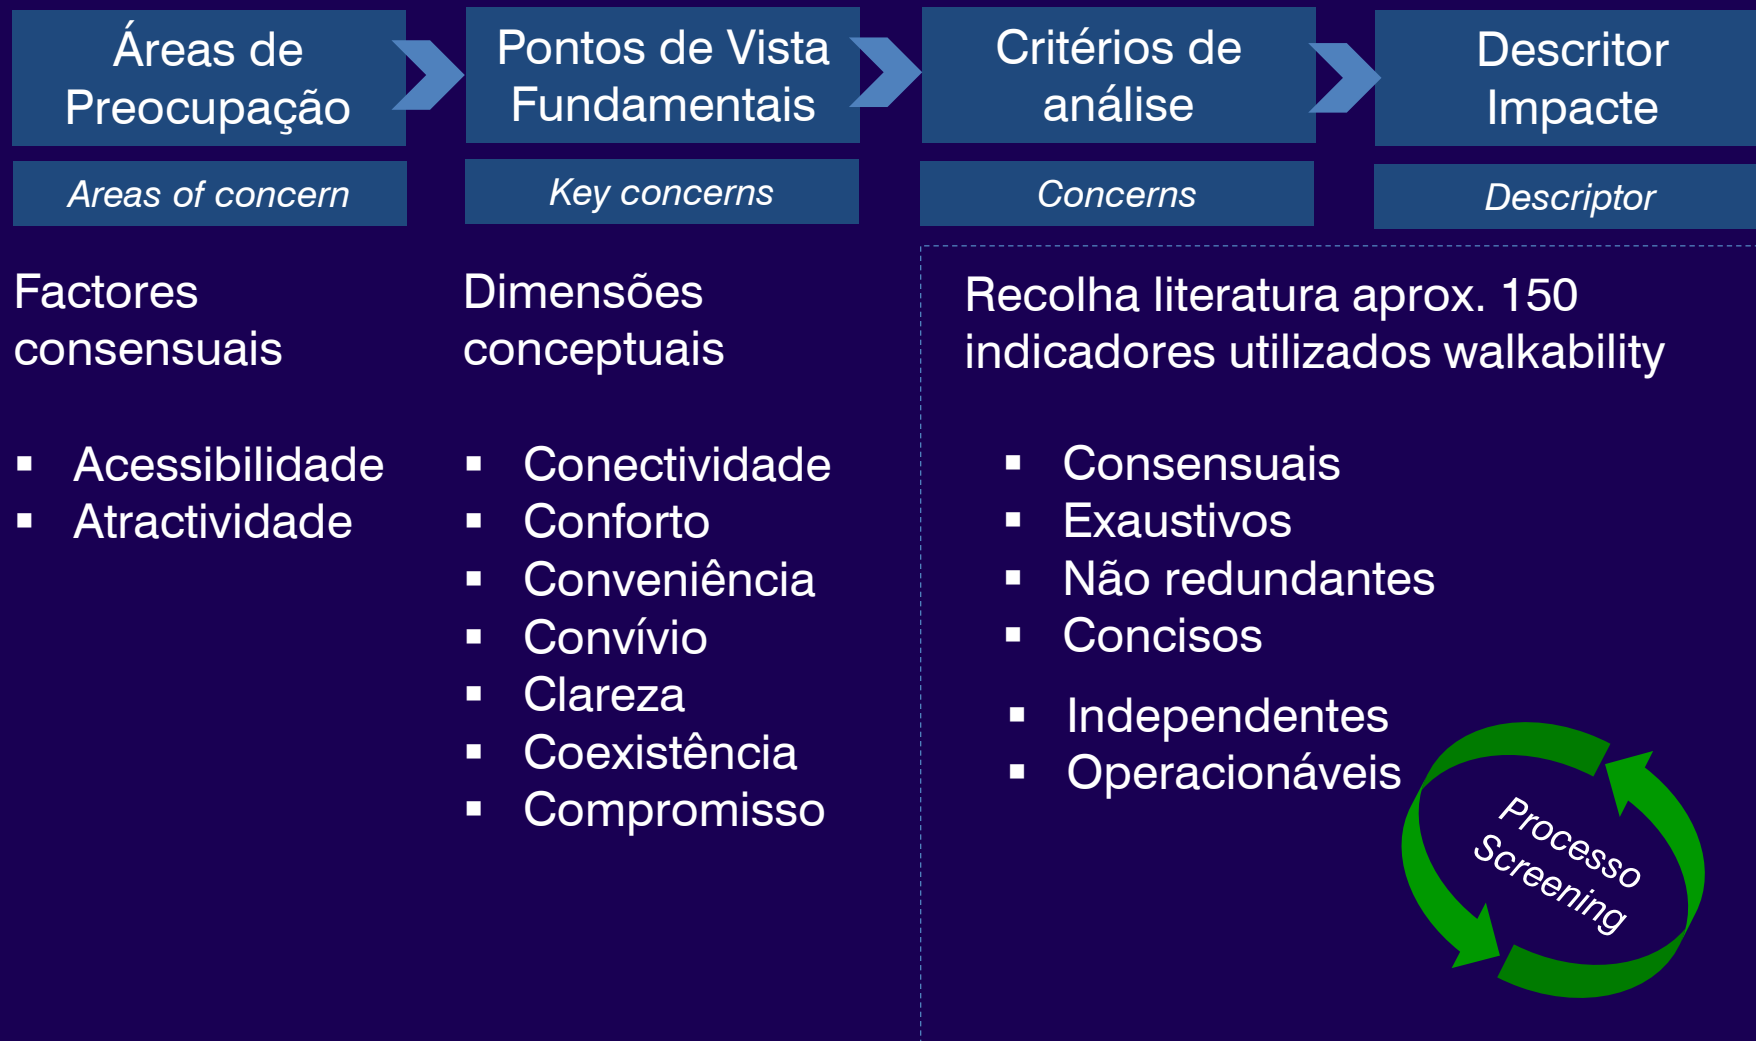 Áreas de
Preocupação
Pontos de Vista
Fundamentais
Critérios de
análise
Descritor
Impacte
Areas of concern
Key concerns
Concerns
Descriptor
Factores
consensuais
▪ Acessibilidade
▪ Atractividade
Dimensões
conceptuais
▪ Conectividade
▪ Conforto
▪ Conveniência
▪ Convívio
▪ Clareza
▪ Coexistência
▪ Compromisso
Recolha literatura aprox. 150
indicadores utilizados walkability
▪ Consensuais
▪ Exaustivos
▪ Não redundantes
▪ Concisos
▪ Independentes
▪ Operacionáveis
Processo
Screening